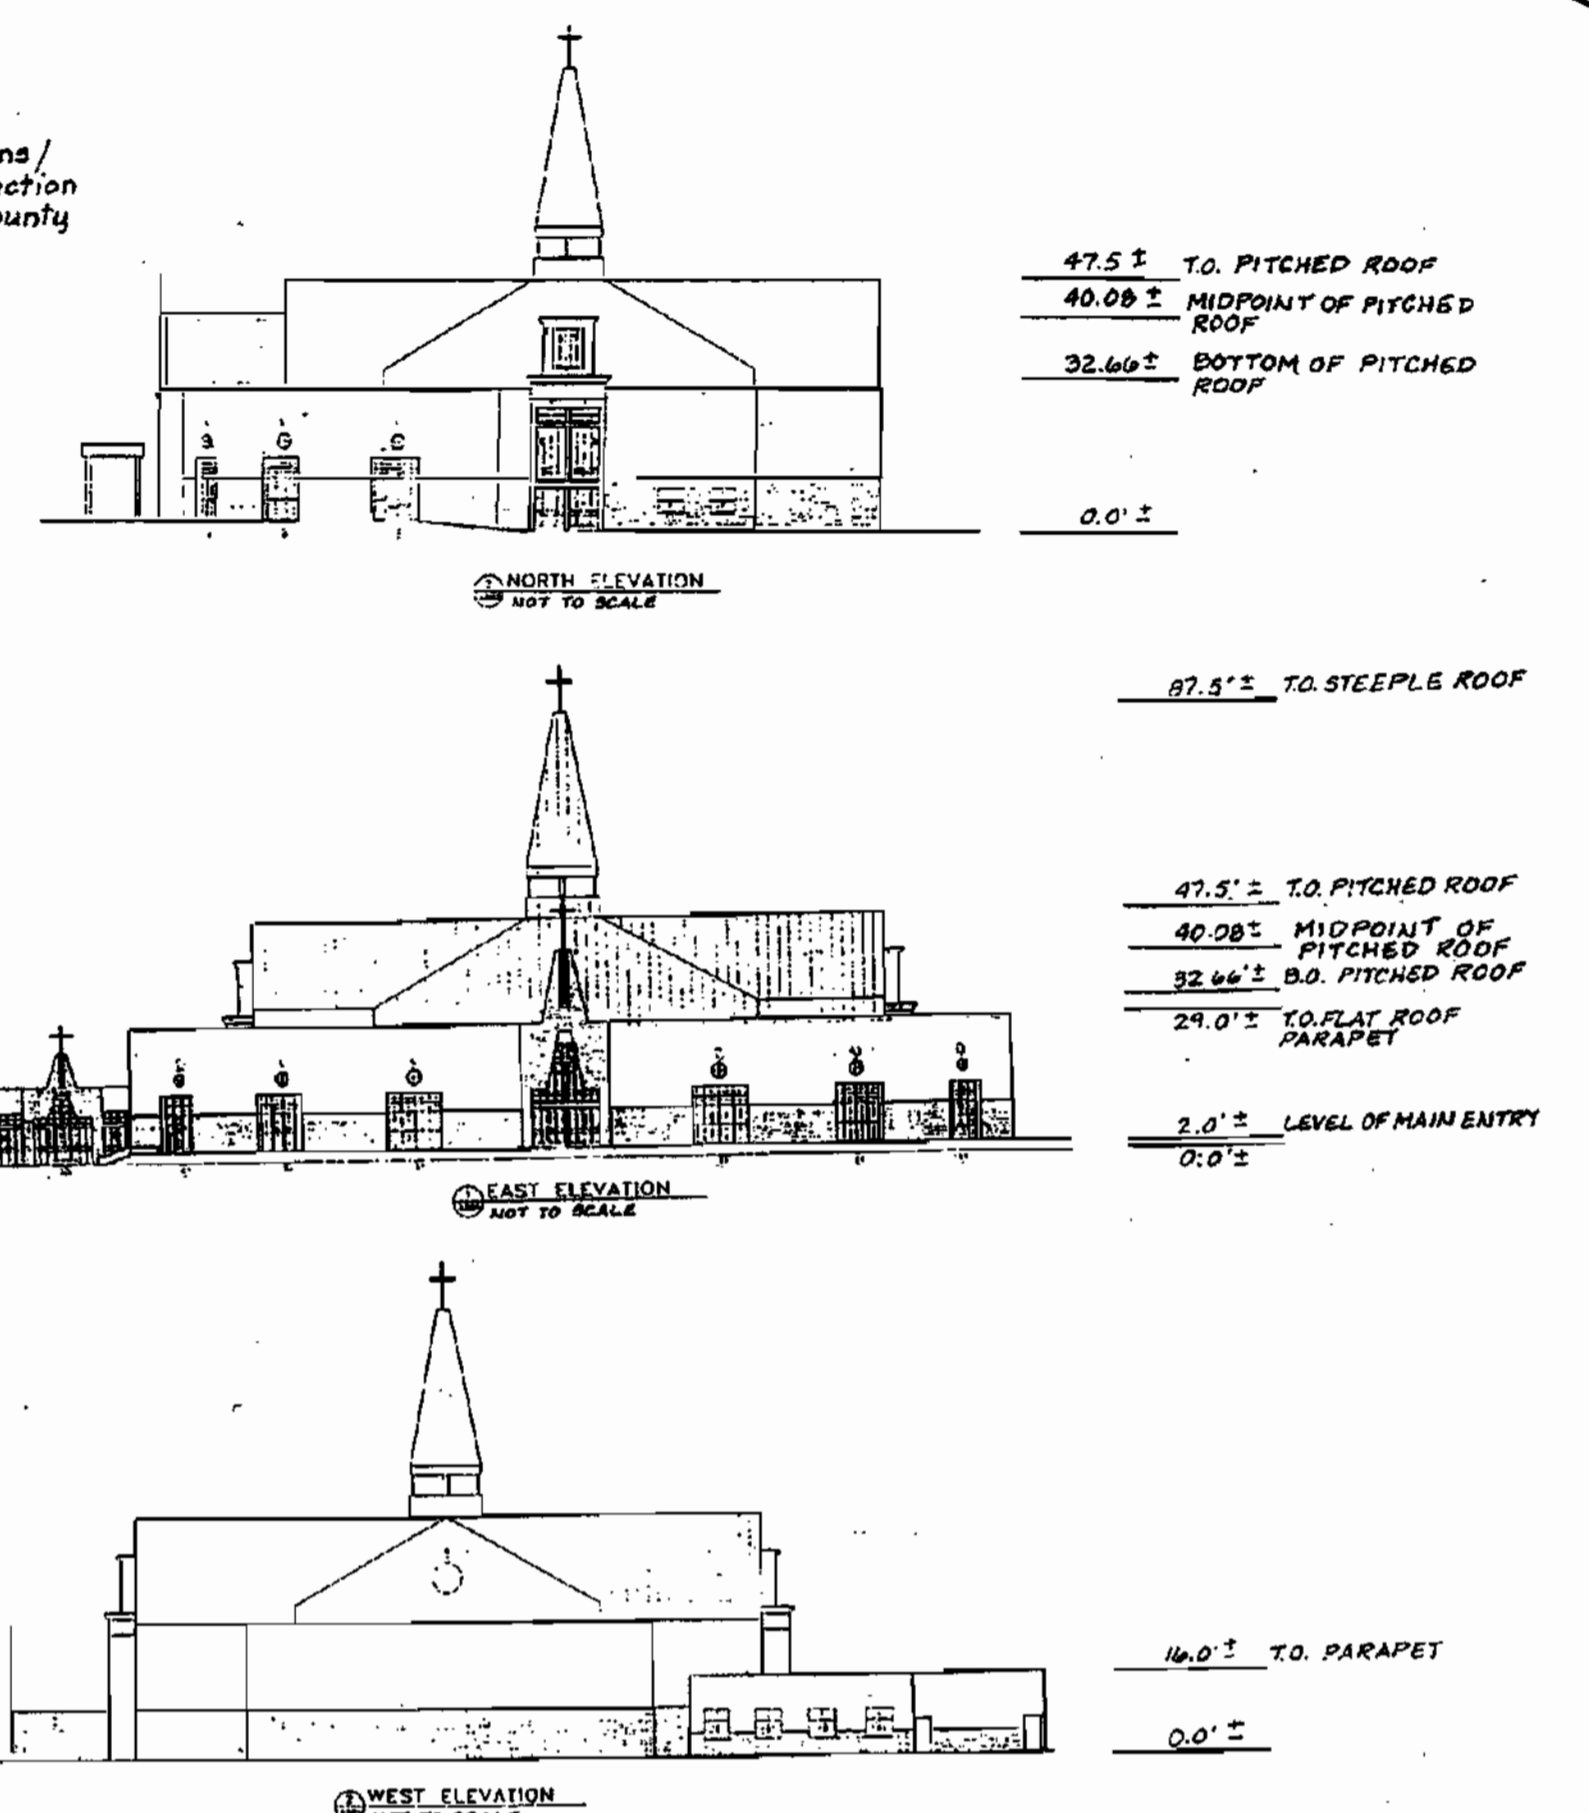 ns/
ection
ounty
47.5 ± T.O. PITCHED ROOF
40.08 ± MIDPOINT OF PITCHED
ROOF
32.66 ± BOTTOM OF PITCHED
ROOF
0.0' ±
NORTH ELEVATION
NOT TO SCALE
87.5' ± T.O. STEEPLE ROOF
47.5' ± T.O. PITCHED ROOF
40.08 ± MIDPOINT OF
PITCHED ROOF
32.66' ± B.O. PITCHED ROOF
29.0' ± T.O. FLAT ROOF
PARAPET
2.0' ± LEVEL OF MAIN ENTRY
0.0' ±
1 EAST ELEVATION
NOT TO SCALE
16.0' ± T.O. PARAPET
0.0' ±
2 WEST ELEVATION